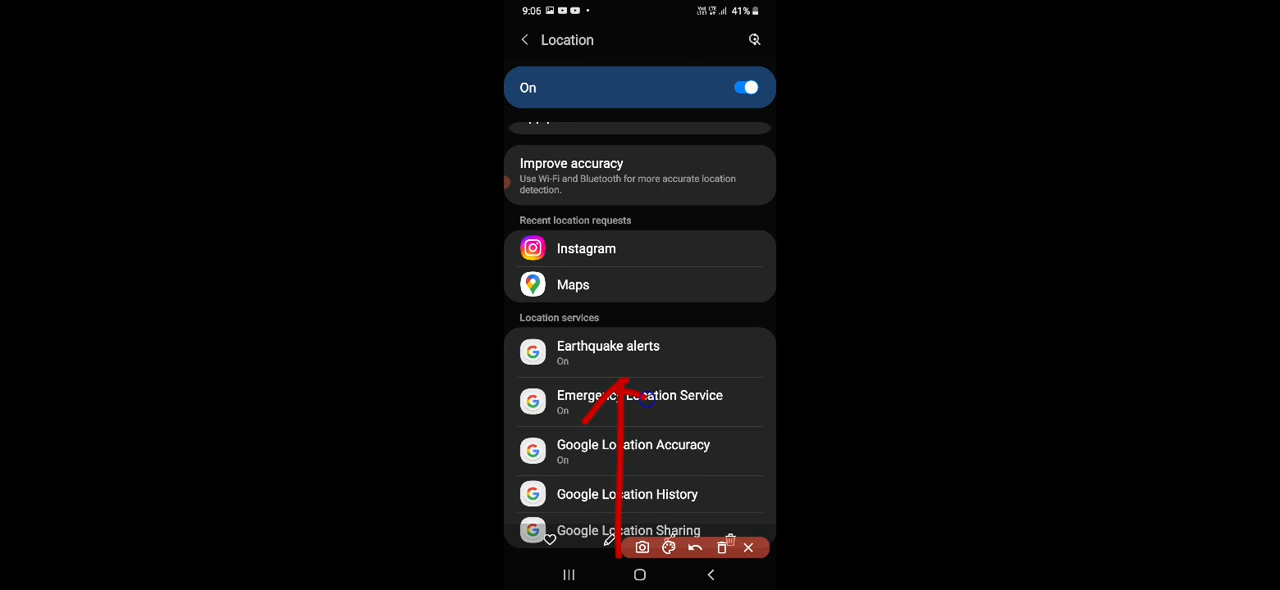 9:05
41%
Location
On
Improve accuracy
Use Wi-Fi and Bluetooth for more accurate location
detection.
Recent location requests
Instagram
Maps
Location services
Earthquake alerts
On
Emergency Location Service
On
Google Location Accuracy
On
Google Location History
Google Location Sharing